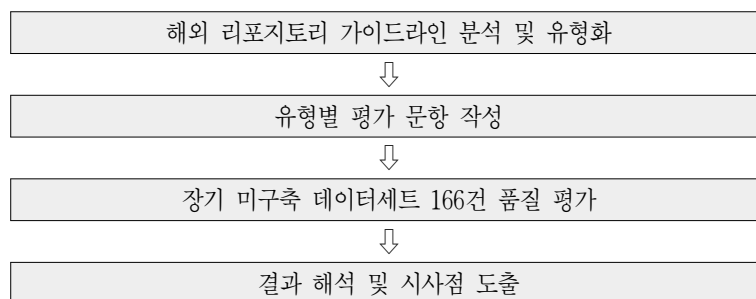 해외 리포지토리 가이드라인 분석 및 유형화
⇩
유형별 평가 문항 작성
⇩
장기 미구축 데이터세트 166건 품질 평가
⇩
결과 해석 및 시사점 도출